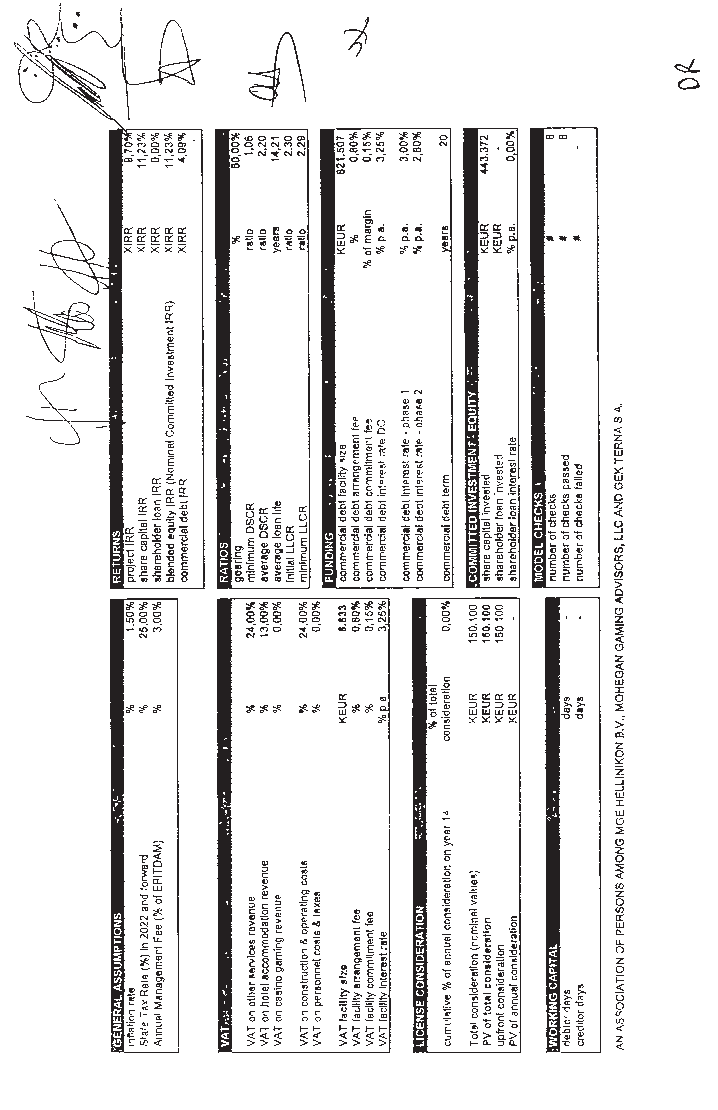 GENERAL ASSUMPTIONS
inflation rate % 1.50%
State Tax Rate (%) in 2022 and forward % 25,00%
Annual Management Fee (% of EBITDAM) % 3,00%
VAT
VAT on other services revenue % 24,00%
VAT on hotel accommodation revenue % 13,00%
VAT on casino gaming revenue % 0,00%
VAT on construction & operating costs % 24,00%
VAT on personnel costs & taxes % 0,00%
VAT facility size KEUR 8.833
VAT facility arrangement fee % 0,80%
VAT facility commitment fee % 0,15%
VAT facility interest rate % p.a. 3,25%
LICENSE CONSIDERATION
cumulative % of annual consideration on year 14 % of total consideration 0,00%
Total consideration (nominal values) KEUR 150.100
PV of total consideration KEUR 150.100
upfront consideration KEUR 150.100
PV of annual consideration KEUR -
WORKING CAPITAL
debtor days days -
creditor days days -
RETURNS
project IRR XIRR 8,70%
share capital IRR XIRR 11,23%
shareholder loan IRR XIRR 0,00%
blended equity IRR (Nominal Committed Investment IRR) XIRR 11,23%
commercial debt IRR XIRR 4,09%
RATIOS
gearing % 60,00%
minimum DSCR ratio 1,06
average DSCR ratio 2,20
average loan life years 14,21
initial LLCR ratio 2,30
minimum LLCR ratio 2,29
FUNDING
commercial debt facility size KEUR 821.507
commercial debt arrangement fee % 0,80%
commercial debt commitment fee % of margin 0,15%
commercial debt interest rate DC % p.a. 3,25%
commercial debt interest rate - phase 1 % p.a. 3,00%
commercial debt interest rate - phase 2 % p.a. 2,80%
commercial debt term years 20
COMMITTED INVESTMENT - EQUITY
share capital invested KEUR 443.372
shareholder loan invested KEUR -
shareholder loan interest rate % p.a. 0,00%
MODEL CHECKS
number of checks # 8
number of checks passed # 8
number of checks failed # -
AN ASSOCIATION OF PERSONS AMONG MGE HELLINIKON B.V., MOHEGAN GAMING ADVISORS, LLC AND GEK TERNA S.A.
DR